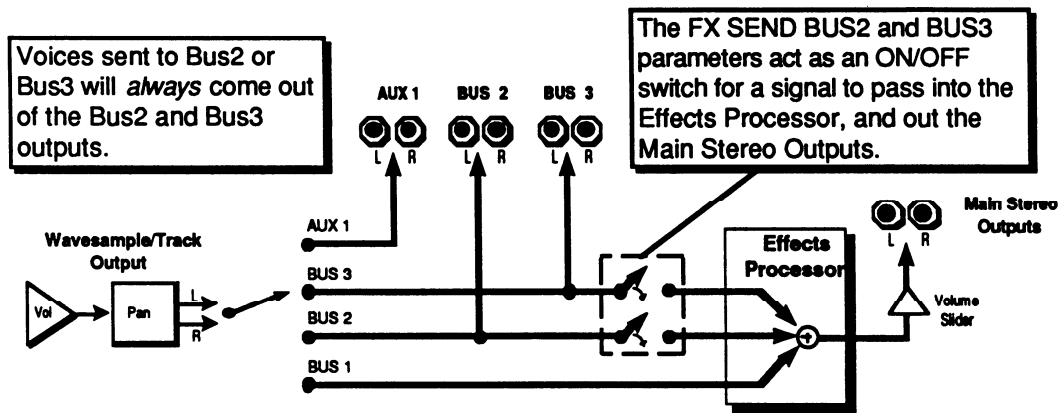 Voices sent to Bus2 or
Bus3 will always come out
of the Bus2 and Bus3
outputs.
The FX SEND BUS2 and BUS3
parameters act as an ON/OFF
switch for a signal to pass into the
Effects Processor, and out the
Main Stereo Outputs.
AUX 1 BUS 2 BUS 3
L R L R L R
Main Stereo
Outputs
L R
Wavesample/Track
Output
Vol
Pan
L
R
AUX 1
BUS 3
BUS 2
BUS 1
Effects
Processor
+
Volume
Slider